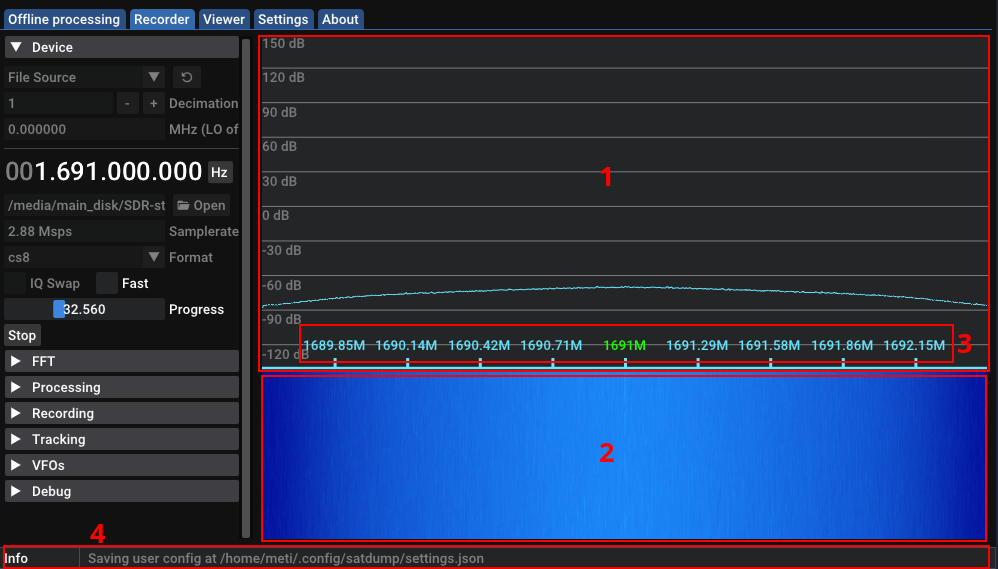 Offline processing Recorder Viewer Settings About
Device
File Source
1 - + Decimation
0.000000 MHz (LO of
001.691.000.000 Hz
/media/main_disk/SDR-st Open
2.88 Msps Samplerate
cs8 Format
IQ Swap Fast
32.560 Progress
Stop
FFT
Processing
Recording
Tracking
VFOs
Debug
150 dB
120 dB
90 dB
60 dB
1
30 dB
0 dB
-30 dB
-60 dB
-90 dB
1689.85M 1690.14M 1690.42M 1690.71M 1691M 1691.29M 1691.58M 1691.86M 1692.15M 3
-120 dB
2
4
Info Saving user config at /home/meti/.config/satdump/settings.json